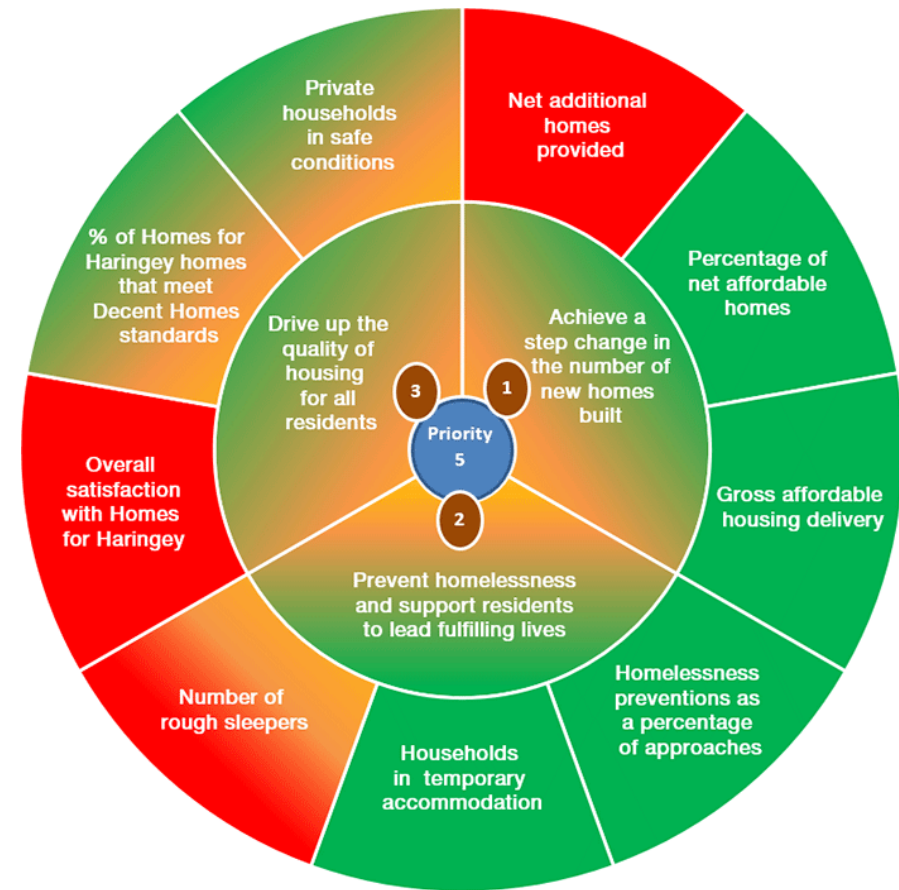 Private
households
in safe
conditions
Net additional
homes
provided
% of Homes for
Haringey homes
that meet
Decent Homes
standards
Percentage of
net affordable
homes
Drive up the
quality of
housing
for all
residents
Achieve a
step change in
the number of
new homes
built
3
1
Priority
5
2
Overall
satisfaction
with Homes
for Haringey
Gross affordable
housing delivery
Prevent homelessness
and support residents
to lead fulfilling lives
Number of
rough sleepers
Homelessness
preventions as
a percentage
of approaches
Households
in temporary
accommodation